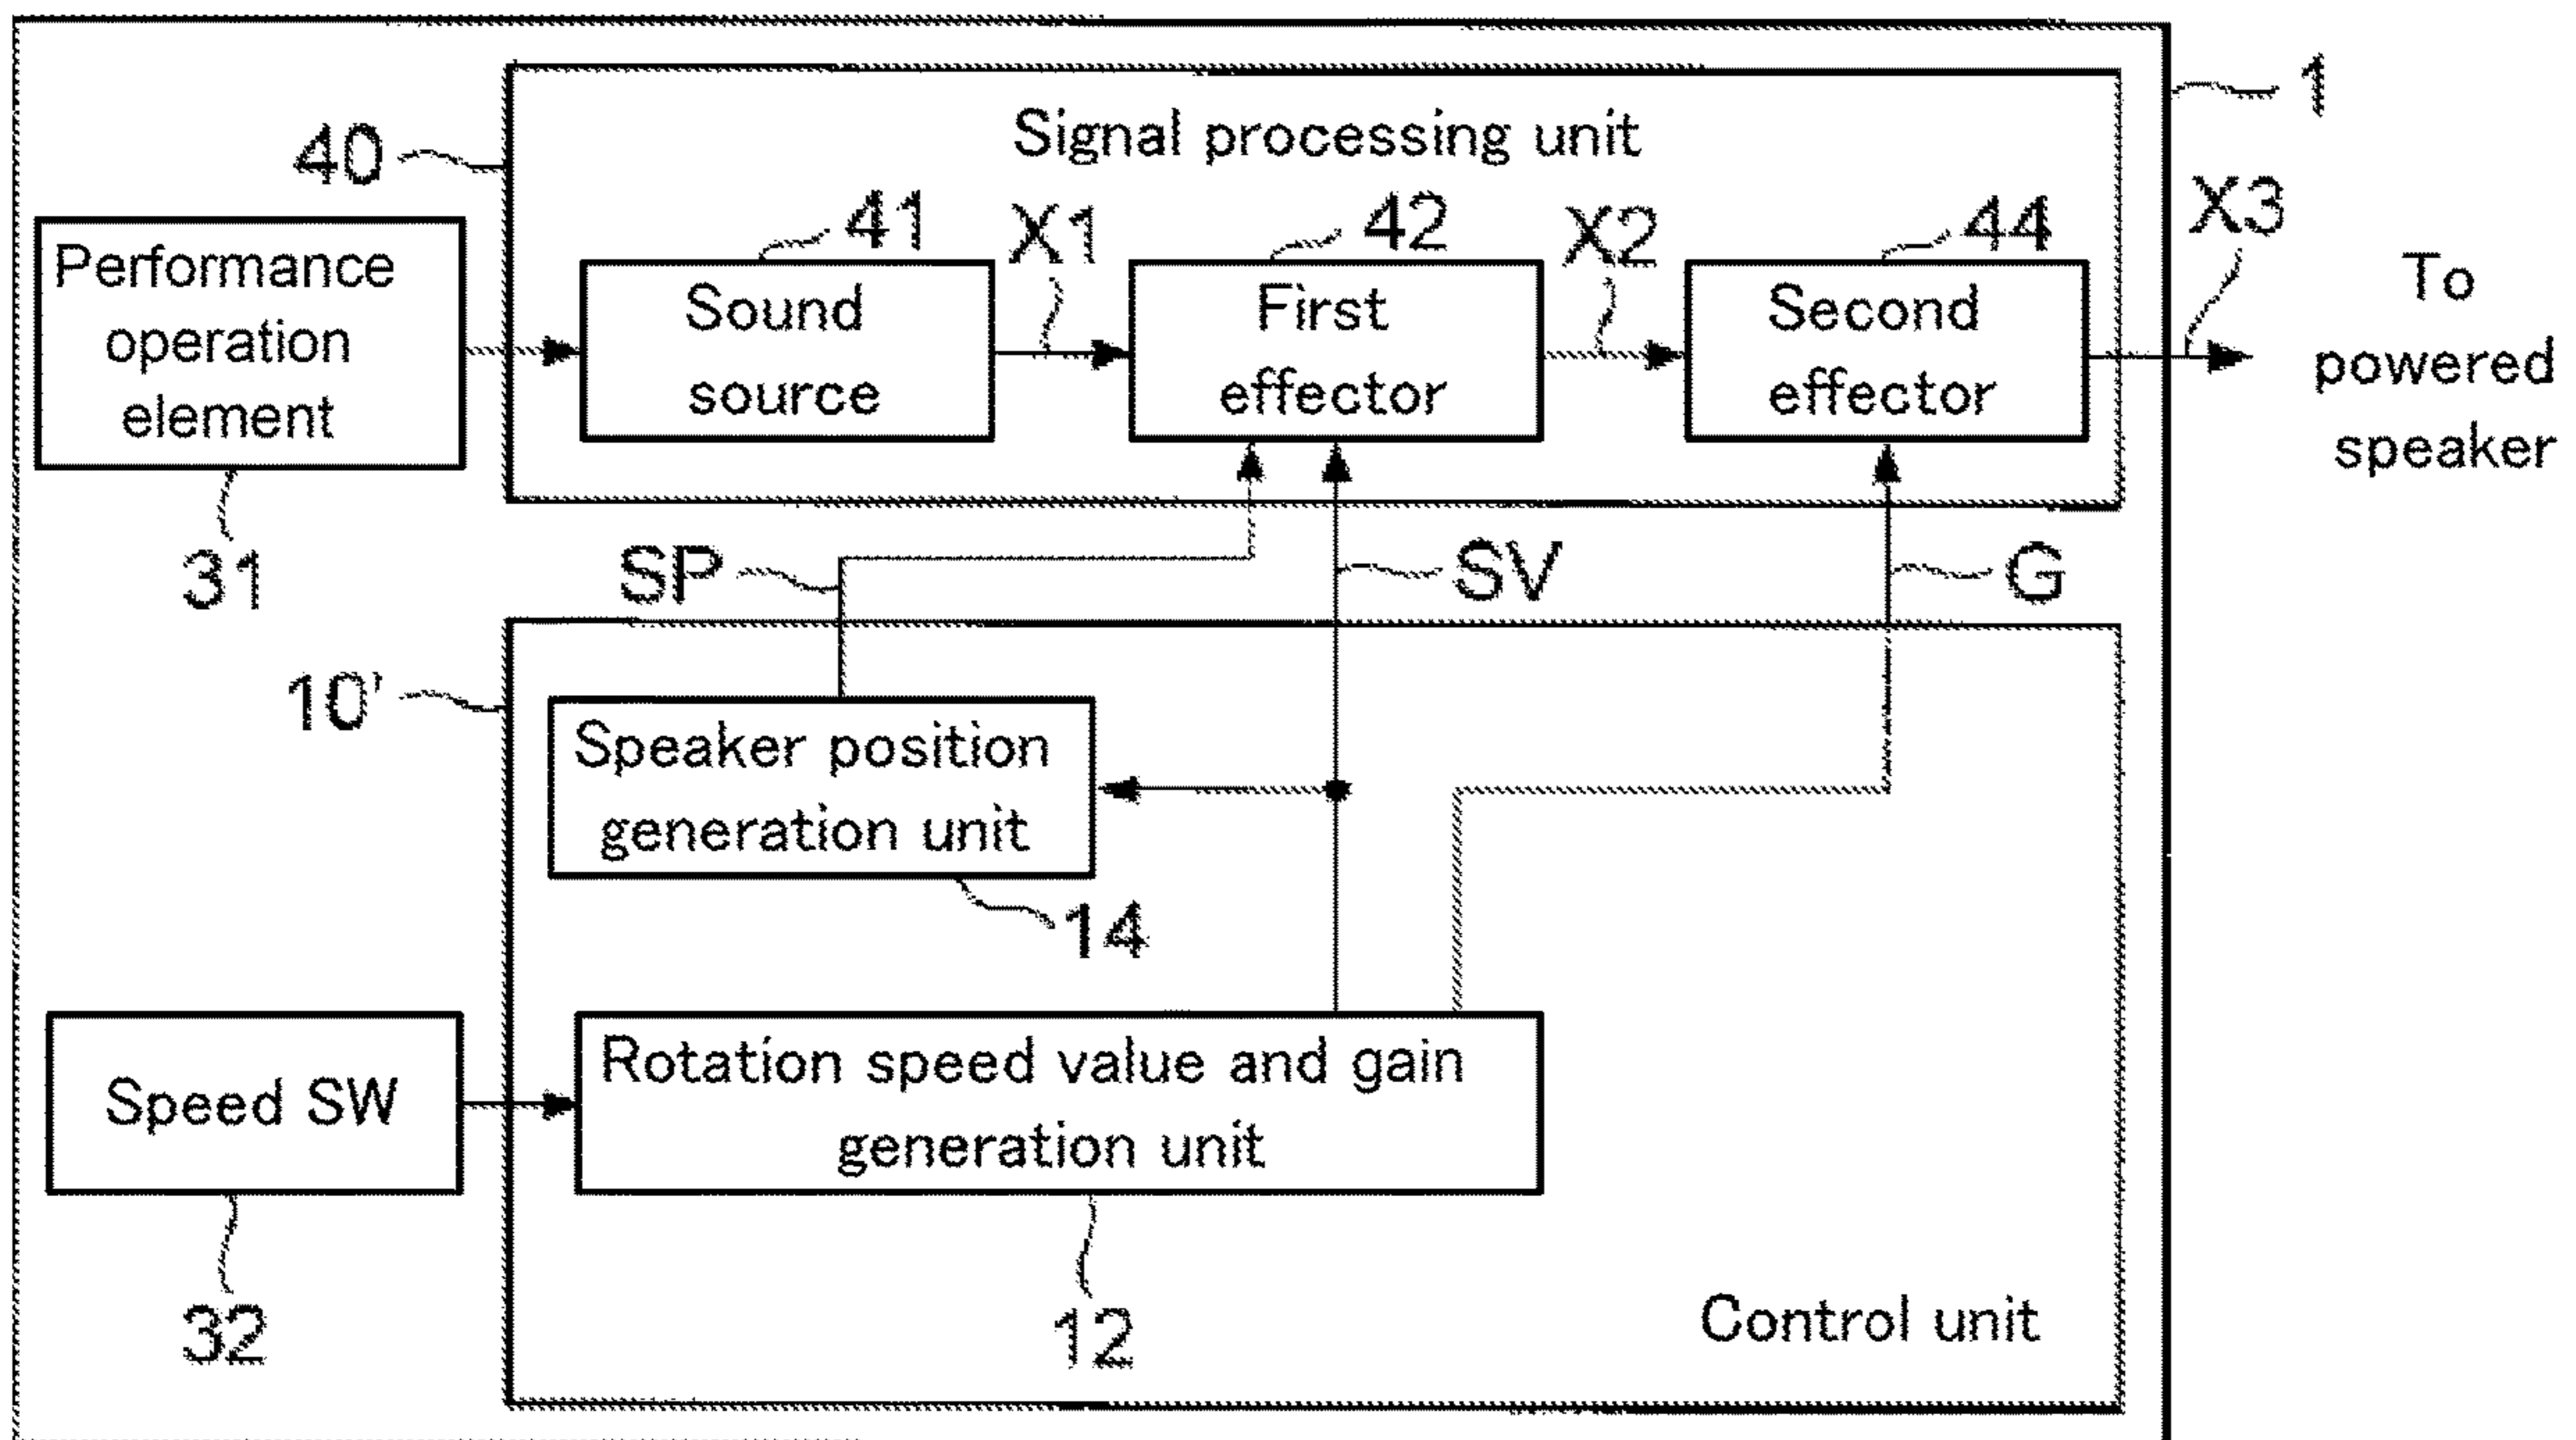 1
Signal processing unit
40
41
X1
42
X2
44
X3
Performance
operation
element
Sound
source
First
effector
Second
effector
To
powered
speaker
31
SP
SV
G
10'
Speaker position
generation unit
14
Speed SW
Rotation speed value and gain
generation unit
32
12
Control unit